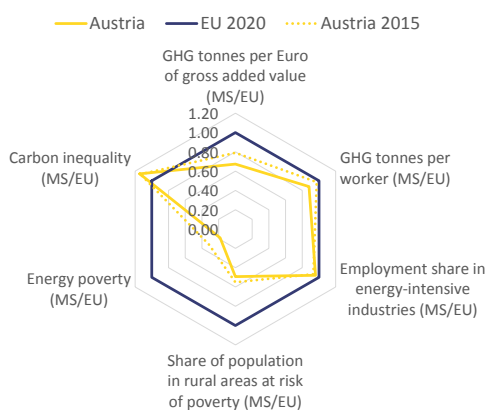 Austria EU 2020 Austria 2015
GHG tonnes per Euro
of gross added value
(MS/EU)
1.20
1.00
0.80
0.60
0.40
0.20
0.00
GHG tonnes per
worker (MS/EU)
Employment share in
energy-intensive
industries (MS/EU)
Share of population
in rural areas at risk
of poverty (MS/EU)
Energy poverty
(MS/EU)
Carbon inequality
(MS/EU)